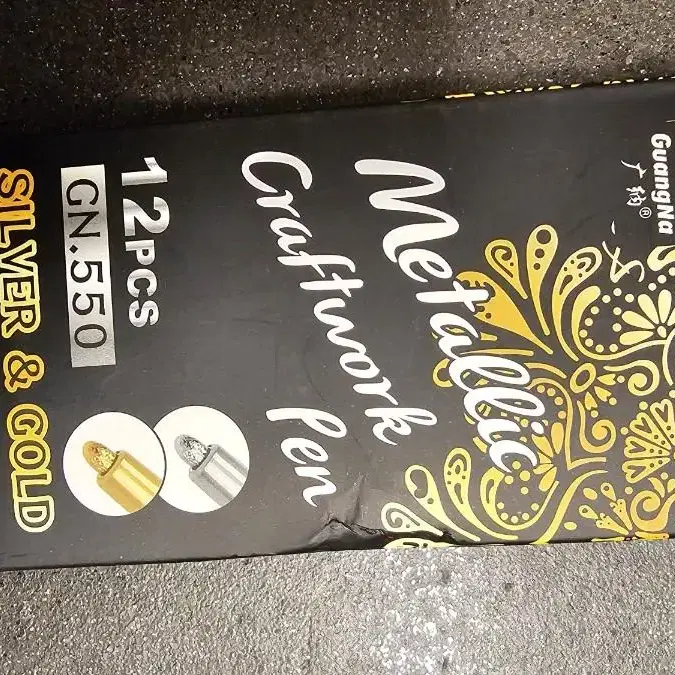 GuangNa
广纳®
Metallic
Craftwork
Pen
12PCS
GN.550
SILVER & GOLD